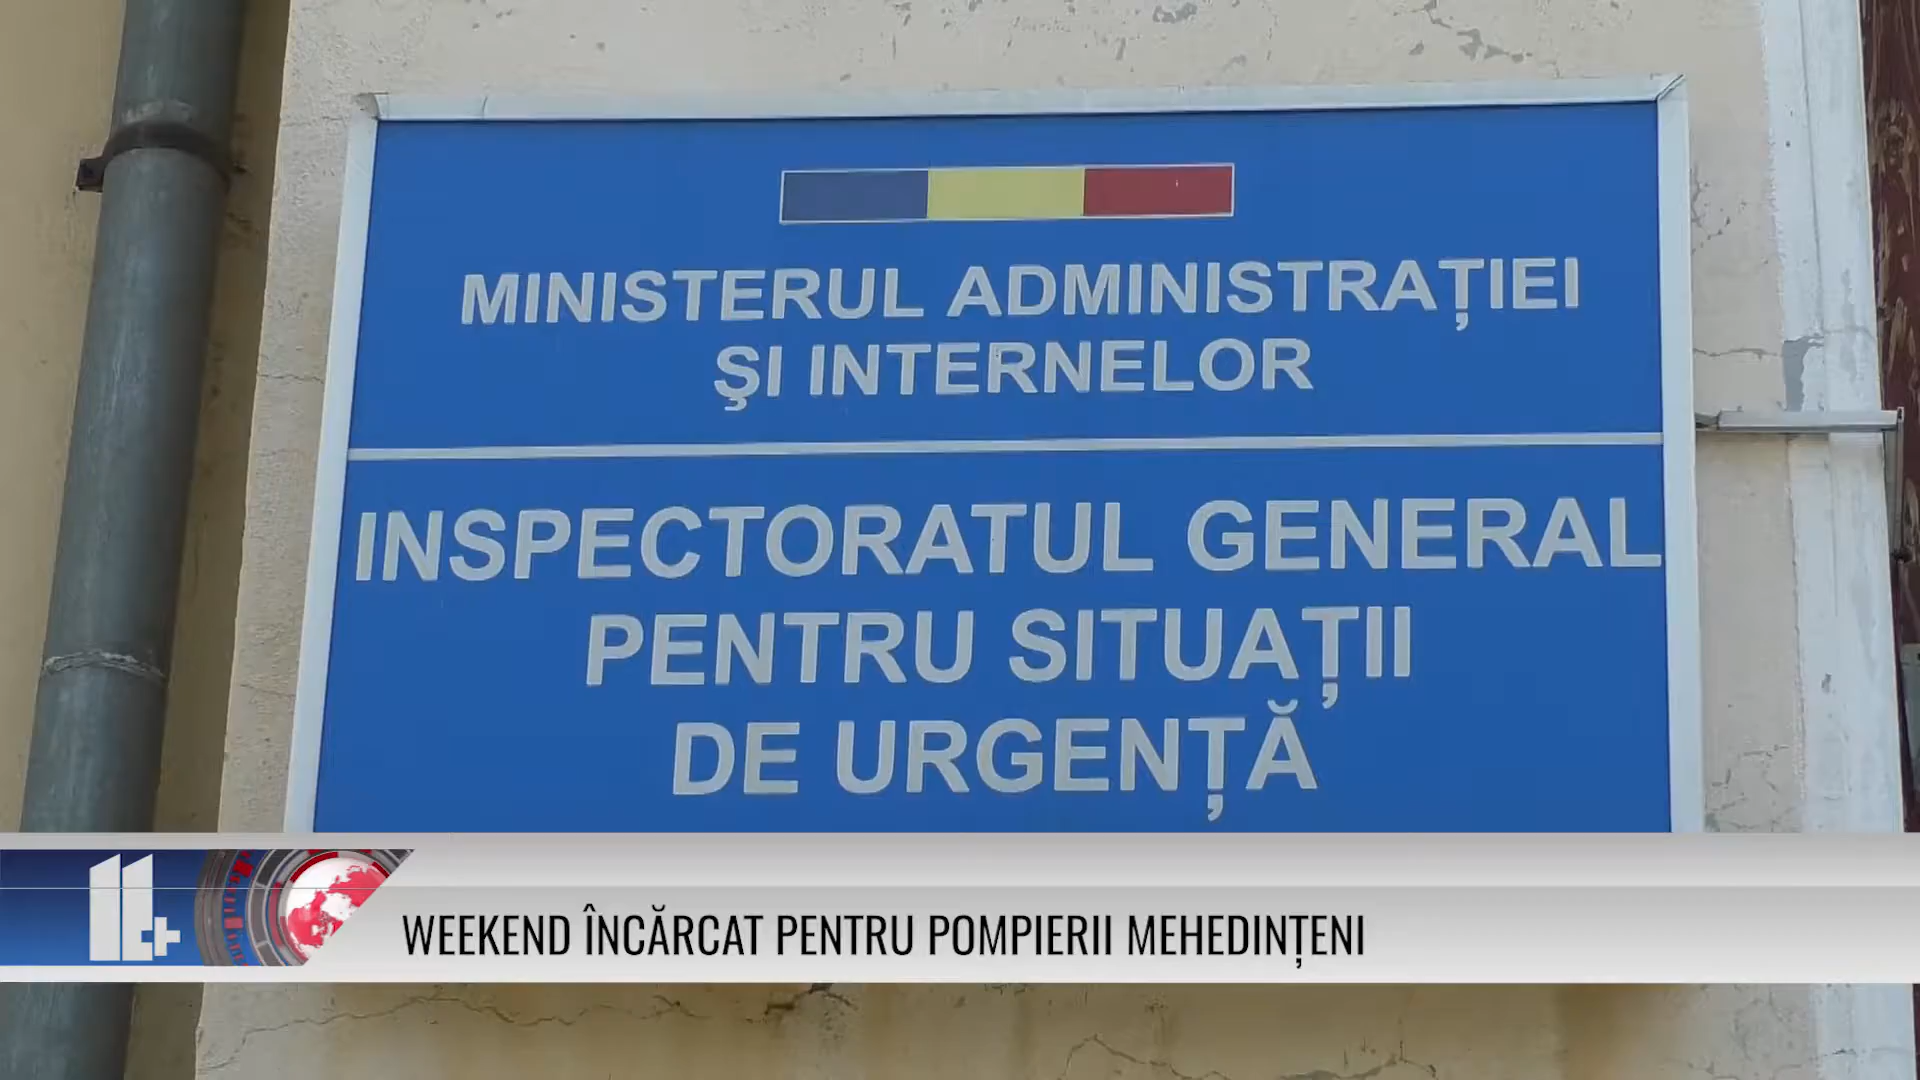 MINISTERUL ADMINISTRAȚIEI
ŞI INTERNELOR
INSPECTORATUL GENERAL
PENTRU SITUAȚII
DE URGENȚĂ
WEEKEND ÎNCĂRCAT PENTRU POMPIERII MEHEDINȚENI